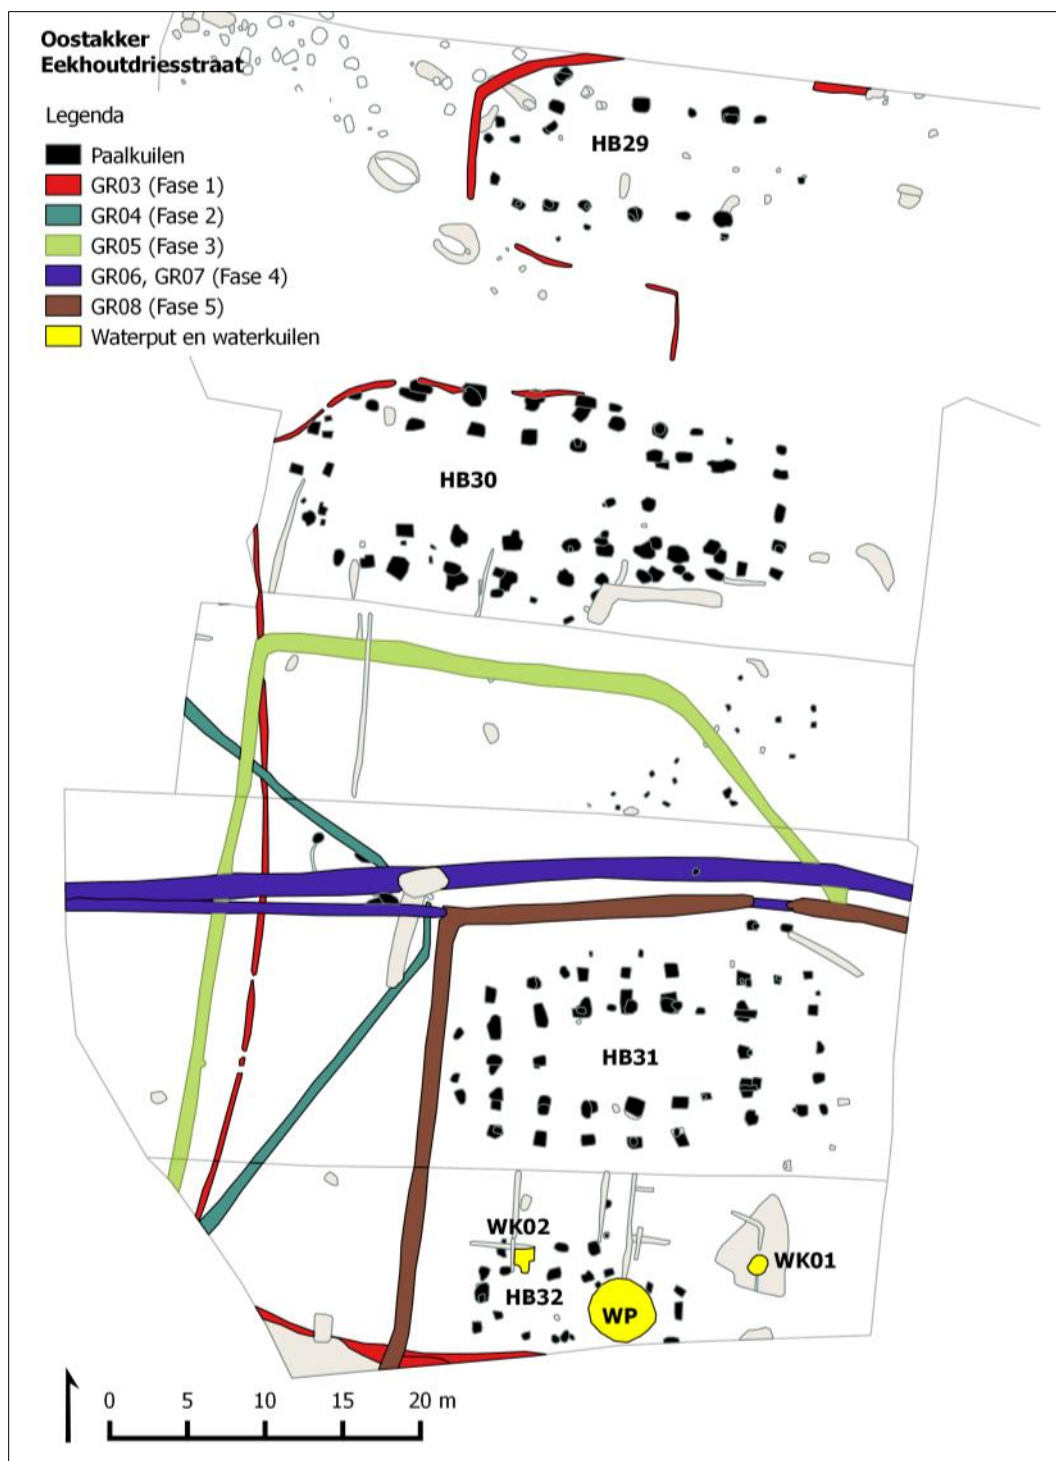 Oostakker
Eekhoutdriesstraat
Legenda
Paalkuilen
GR03 (Fase 1)
GR04 (Fase 2)
GR05 (Fase 3)
GR06, GR07 (Fase 4)
GR08 (Fase 5)
Waterput en waterkuilen
HB29
HB30
HB31
WK02
WK01
HB32
WP
0 5 10 15 20 m